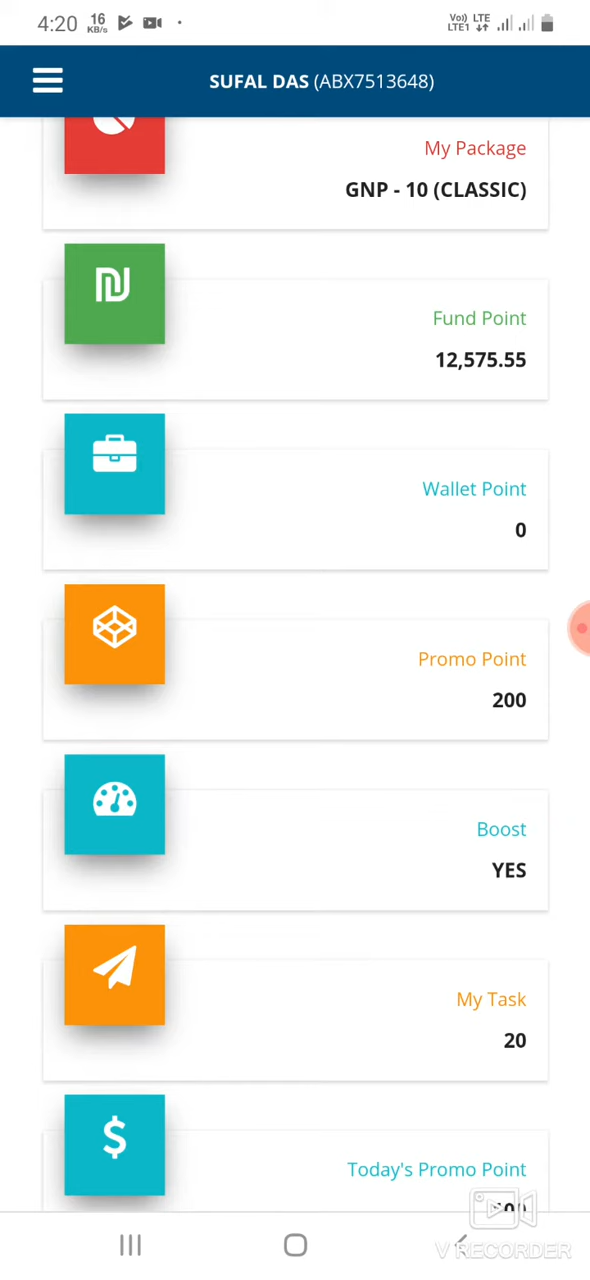 4:20 16 KB/s Vo)) LTE LTE1
SUFAL DAS (ABX7513648)
My Package
GNP - 10 (CLASSIC)
Fund Point
12,575.55
Wallet Point
0
Promo Point
200
Boost
YES
My Task
20
Today's Promo Point
V RECORDER